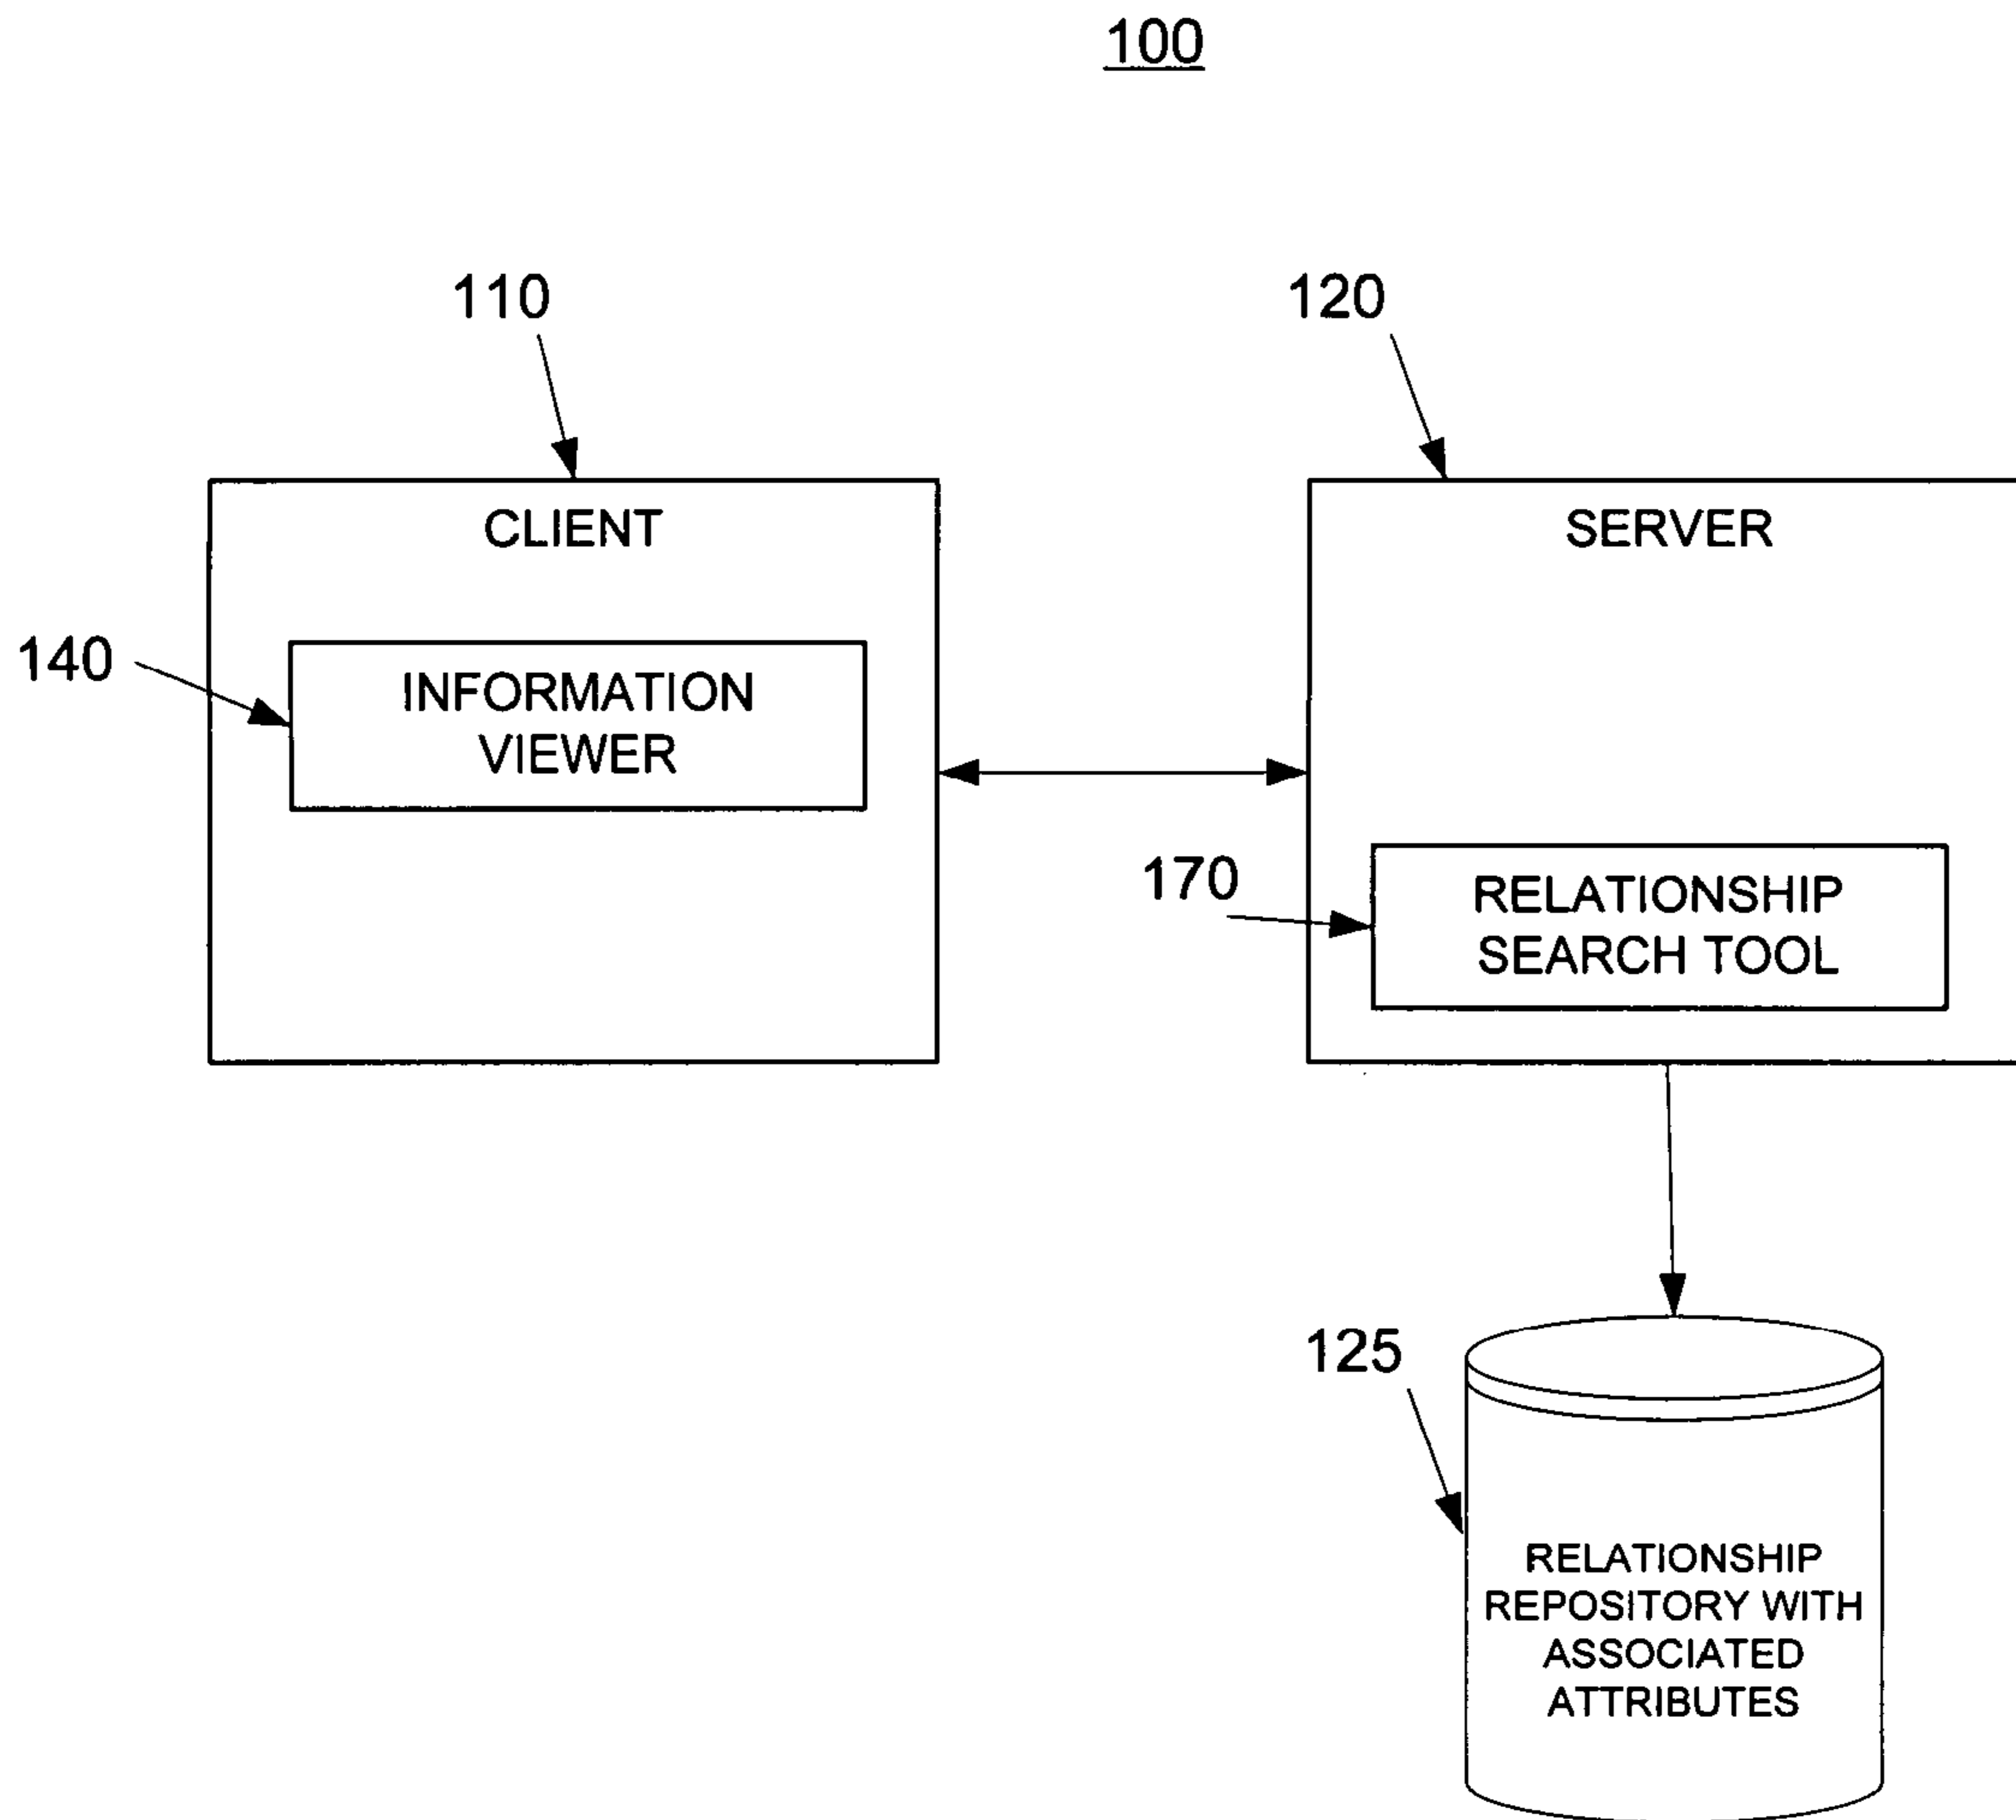 100
110
120
CLIENT
SERVER
140
INFORMATION
VIEWER
170
RELATIONSHIP
SEARCH TOOL
125
RELATIONSHIP
REPOSITORY WITH
ASSOCIATED
ATTRIBUTES